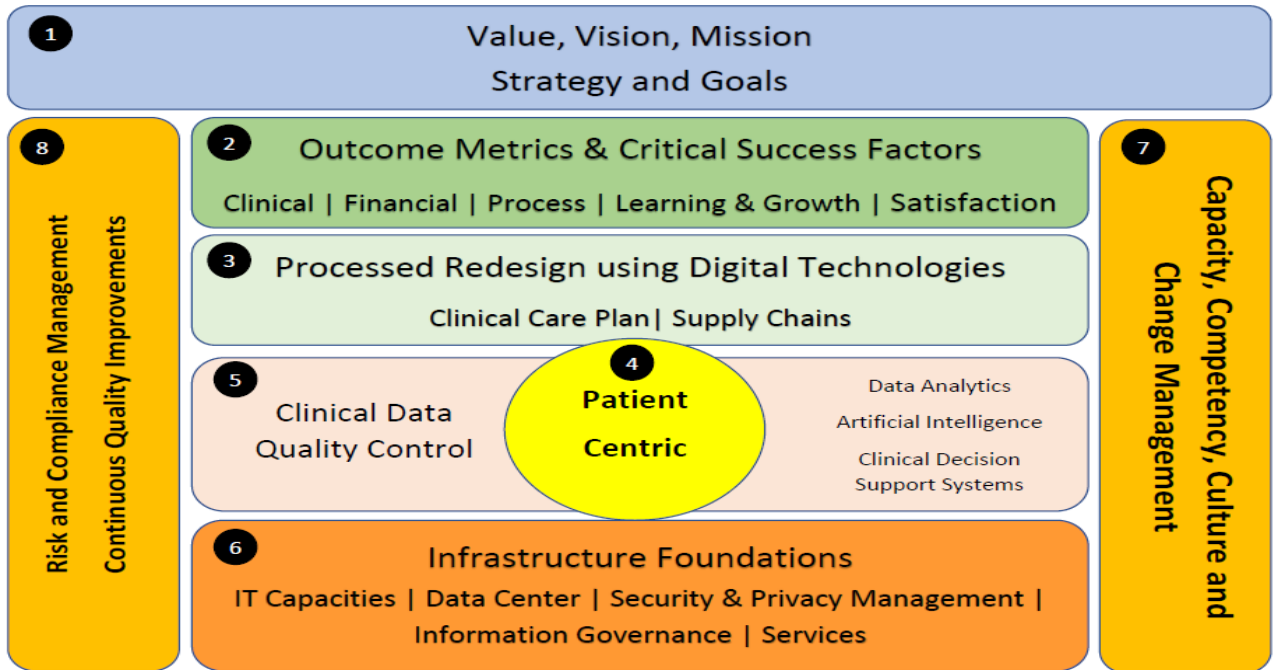 1
Value, Vision, Mission
Strategy and Goals
8
Risk and Compliance Management
Continuous Quality Improvements
2
Outcome Metrics & Critical Success Factors
Clinical | Financial | Process | Learning & Growth | Satisfaction
3
Processed Redesign using Digital Technologies
Clinical Care Plan| Supply Chains
4
Patient
Centric
5
Clinical Data
Quality Control
Data Analytics
Artificial Intelligence
Clinical Decision
Support Systems
6
Infrastructure Foundations
IT Capacities | Data Center | Security & Privacy Management |
Information Governance | Services
7
Capacity, Competency, Culture and
Change Management